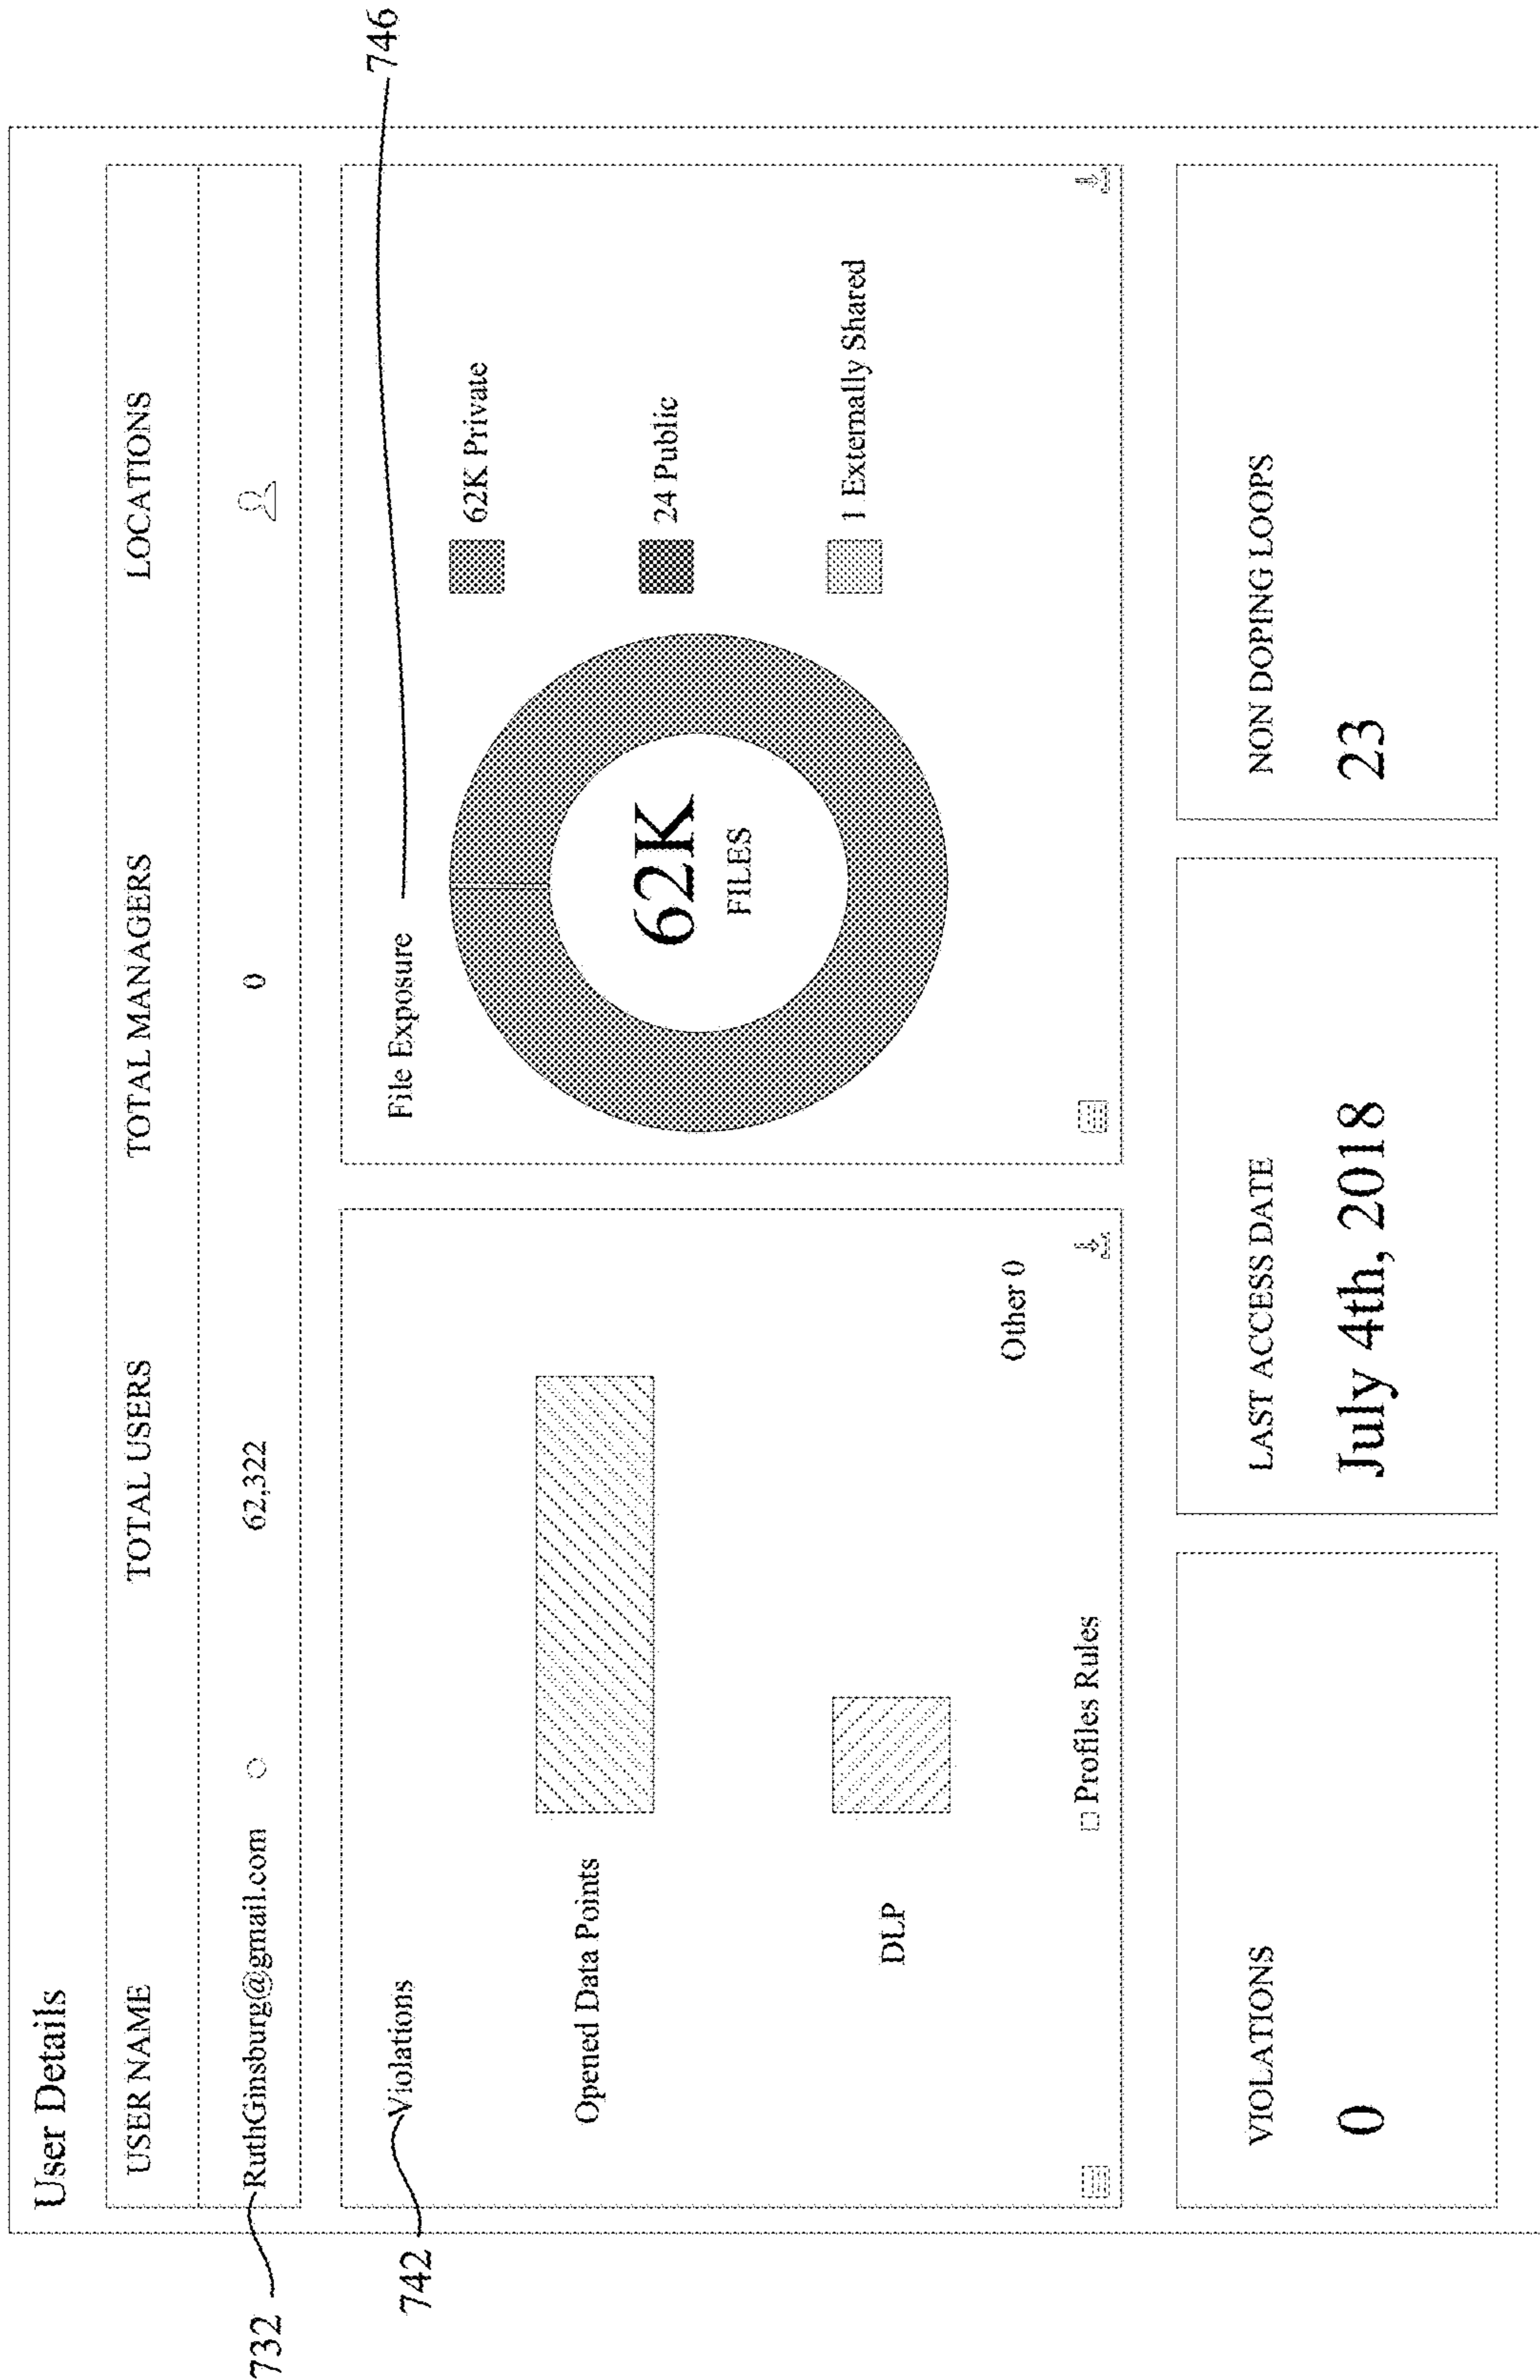 User Details
USER NAME TOTAL USERS TOTAL MANAGERS LOCATIONS
732 RuthGinsburg@gmail.com 62,322 0
742 Violations
Opened Data Points
DLP
Other 0
Profiles Rules
File Exposure 746
62K
FILES
62K Private
24 Public
1 Externally Shared
VIOLATIONS
0
LAST ACCESS DATE
July 4th, 2018
NON DOPING LOOPS
23